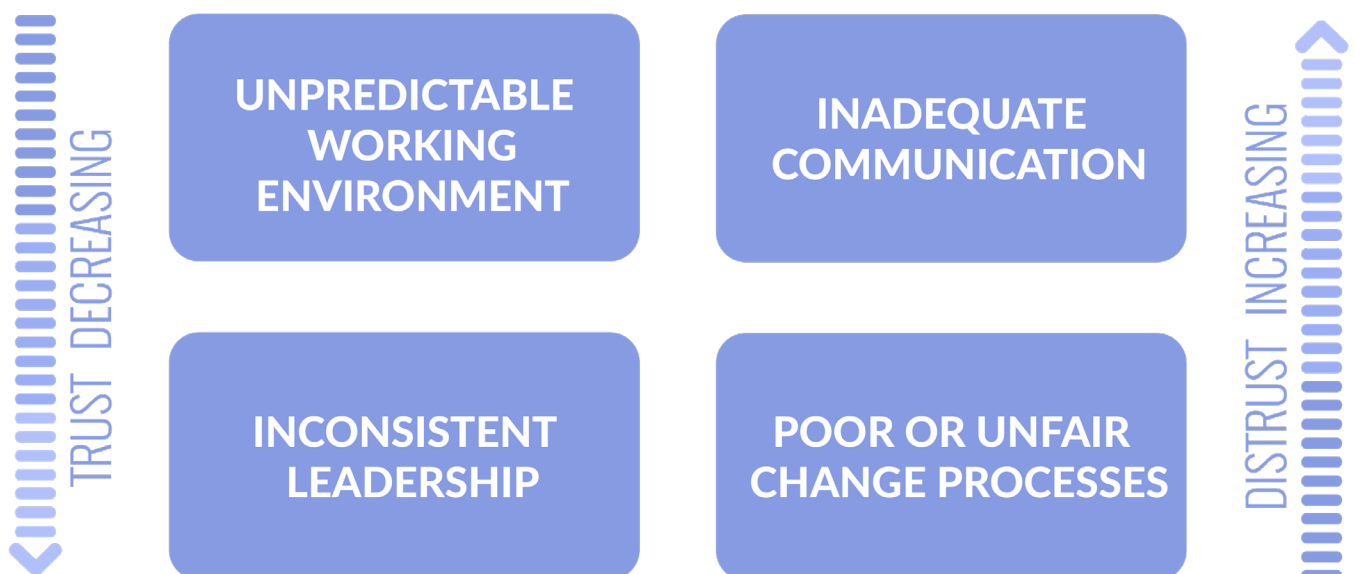 TRUST DECREASING
UNPREDICTABLE
WORKING
ENVIRONMENT
INADEQUATE
COMMUNICATION
INCONSISTENT
LEADERSHIP
POOR OR UNFAIR
CHANGE PROCESSES
DISTRUST INCREASING